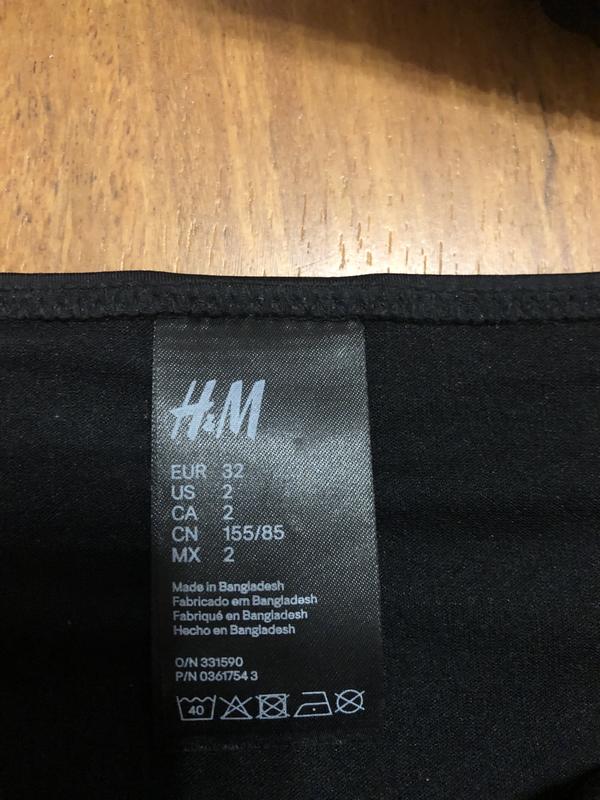 H&M
EUR 32
US 2
CA 2
CN 155/85
MX 2
Made in Bangladesh
Fabricado em Bangladesh
Fabriqué en Bangladesh
Hecho en Bangladesh
O/N 331590
P/N 0361754 3
40